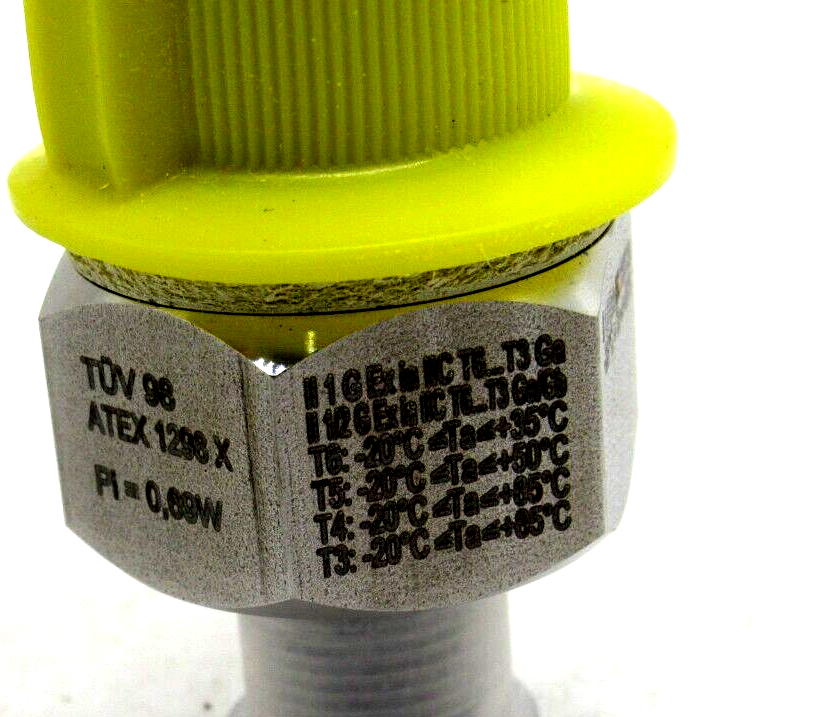 TÜV 98
ATEX 1298 X
Pi = 0,69W
II 1 G Ex ia IIC T6...T3 Ga
II 1/2 G Ex ia IIC T6...T3 Ga/Gb
T6: -20°C ≤Ta≤+35°C
T5: -20°C ≤Ta≤+50°C
T4: -20°C ≤Ta≤+85°C
T3: -20°C ≤Ta≤+85°C